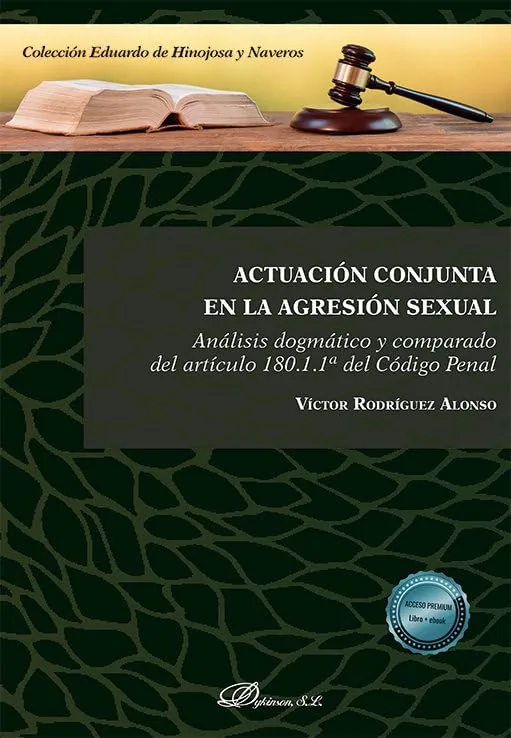 Colección Eduardo de Hinojosa y Naveros
ACTUACIÓN CONJUNTA
EN LA AGRESIÓN SEXUAL
Análisis dogmático y comparado
del artículo 180.1.1ª del Código Penal
Víctor Rodríguez Alonso
ACCESO PREMIUM
Libro + ebook
Dykinson, S.L.